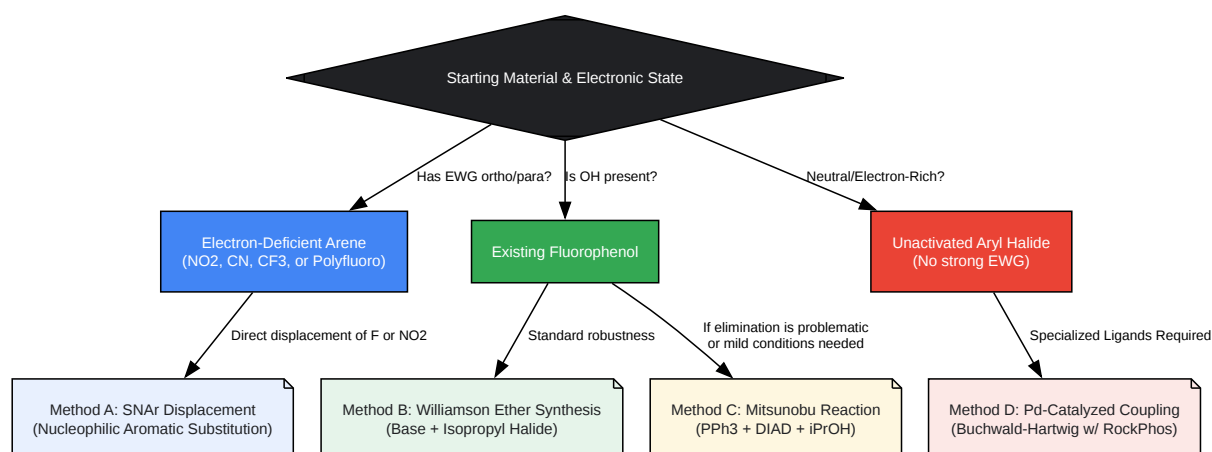 Starting Material & Electronic State
Has EWG ortho/para?
Is OH present?
Neutral/Electron-Rich?
Electron-Deficient Arene
(NO2, CN, CF3, or Polyfluoro)
Existing Fluorophenol
Unactivated Aryl Halide
(No strong EWG)
Direct displacement of F or NO2
Standard robustness
If elimination is problematic
or mild conditions needed
Specialized Ligands Required
Method A: SNAr Displacement
(Nucleophilic Aromatic Substitution)
Method B: Williamson Ether Synthesis
(Base + Isopropyl Halide)
Method C: Mitsunobu Reaction
(PPh3 + DIAD + iPrOH)
Method D: Pd-Catalyzed Coupling
(Buchwald-Hartwig w/ RockPhos)